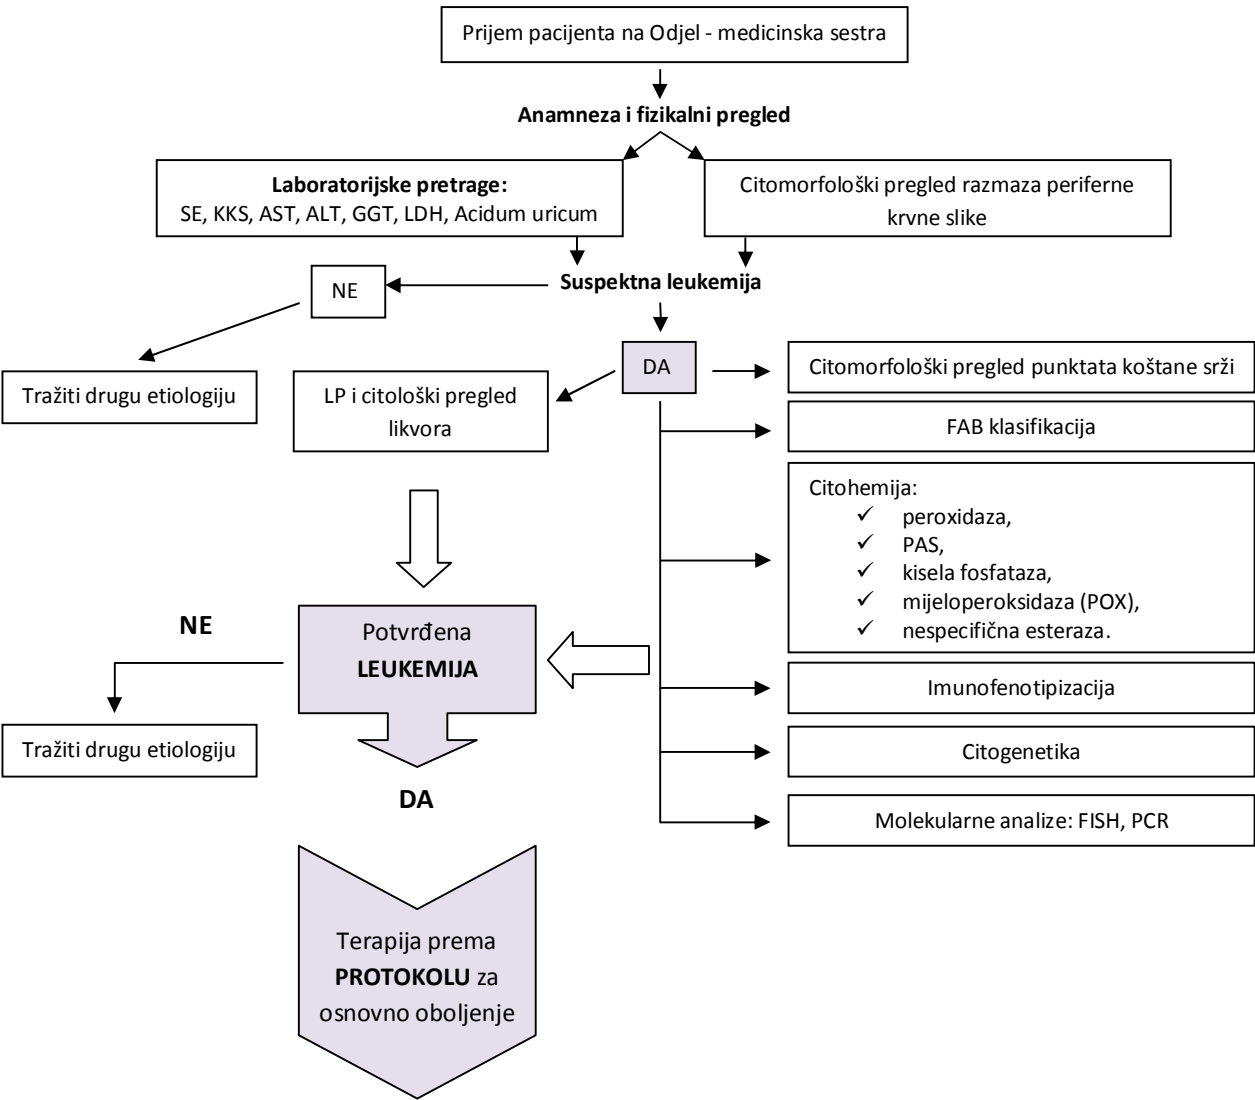 Prijem pacijenta na Odjel - medicinska sestra
Anamneza i fizikalni pregled
Laboratorijske pretrage:
SE, KKS, AST, ALT, GGT, LDH, Acidum uricum
Citomorfološki pregled razmaza periferne
krvne slike
Suspektna leukemija
NE
DA
Tražiti drugu etiologiju
LP i citološki pregled
likvora
Citomorfološki pregled punktata koštane srži
FAB klasifikacija
Citohemija:
✓ peroxidaza,
✓ PAS,
✓ kisela fosfataza,
✓ mijeloperoksidaza (POX),
✓ nespecifična esteraza.
Imunofenotipizacija
Citogenetika
Molekularne analize: FISH, PCR
Potvrđena
LEUKEMIJA
NE
Tražiti drugu etiologiju
DA
Terapija prema
PROTOKOLU za
osnovno oboljenje